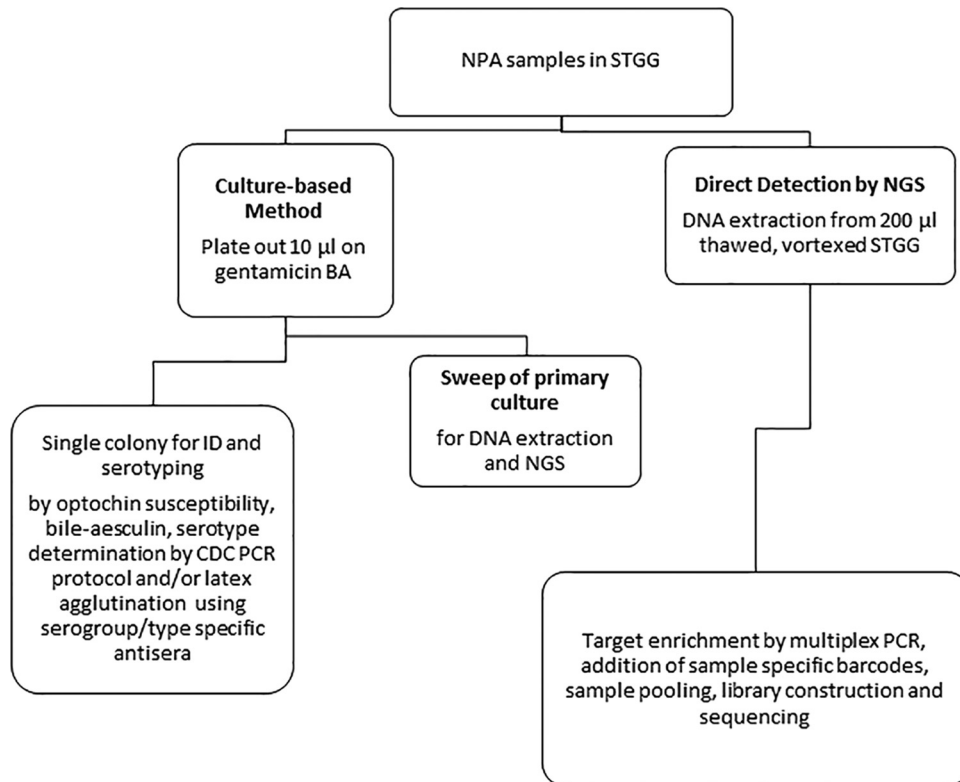 NPA samples in STGG
Culture-based
Method
Plate out 10 µl on
gentamicin BA
Direct Detection by NGS
DNA extraction from 200 µl
thawed, vortexed STGG
Sweep of primary
culture
for DNA extraction
and NGS
Single colony for ID and
serotyping
by optochin susceptibility,
bile-aesculin, serotype
determination by CDC PCR
protocol and/or latex
agglutination using
serogroup/type specific
antisera
Target enrichment by multiplex PCR,
addition of sample specific barcodes,
sample pooling, library construction and
sequencing